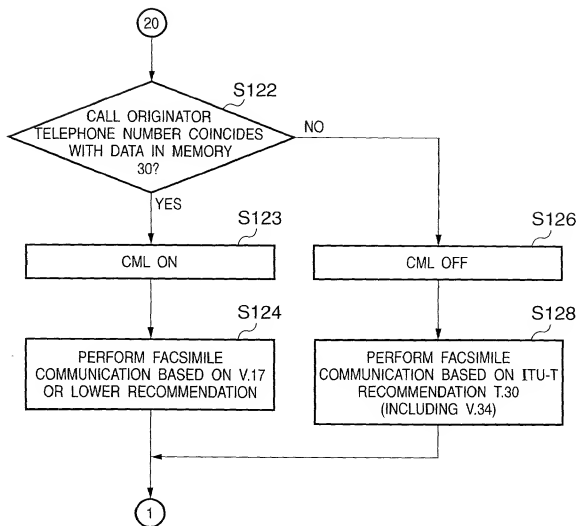 20
S122
CALL ORIGINATOR
TELEPHONE NUMBER COINCIDES
WITH DATA IN MEMORY
30?
NO
YES
S123
CML ON
S126
CML OFF
S124
PERFORM FACSIMILE
COMMUNICATION BASED ON V.17
OR LOWER RECOMMENDATION
S128
PERFORM FACSIMILE
COMMUNICATION BASED ON ITU-T
RECOMMENDATION T.30
(INCLUDING V.34)
1